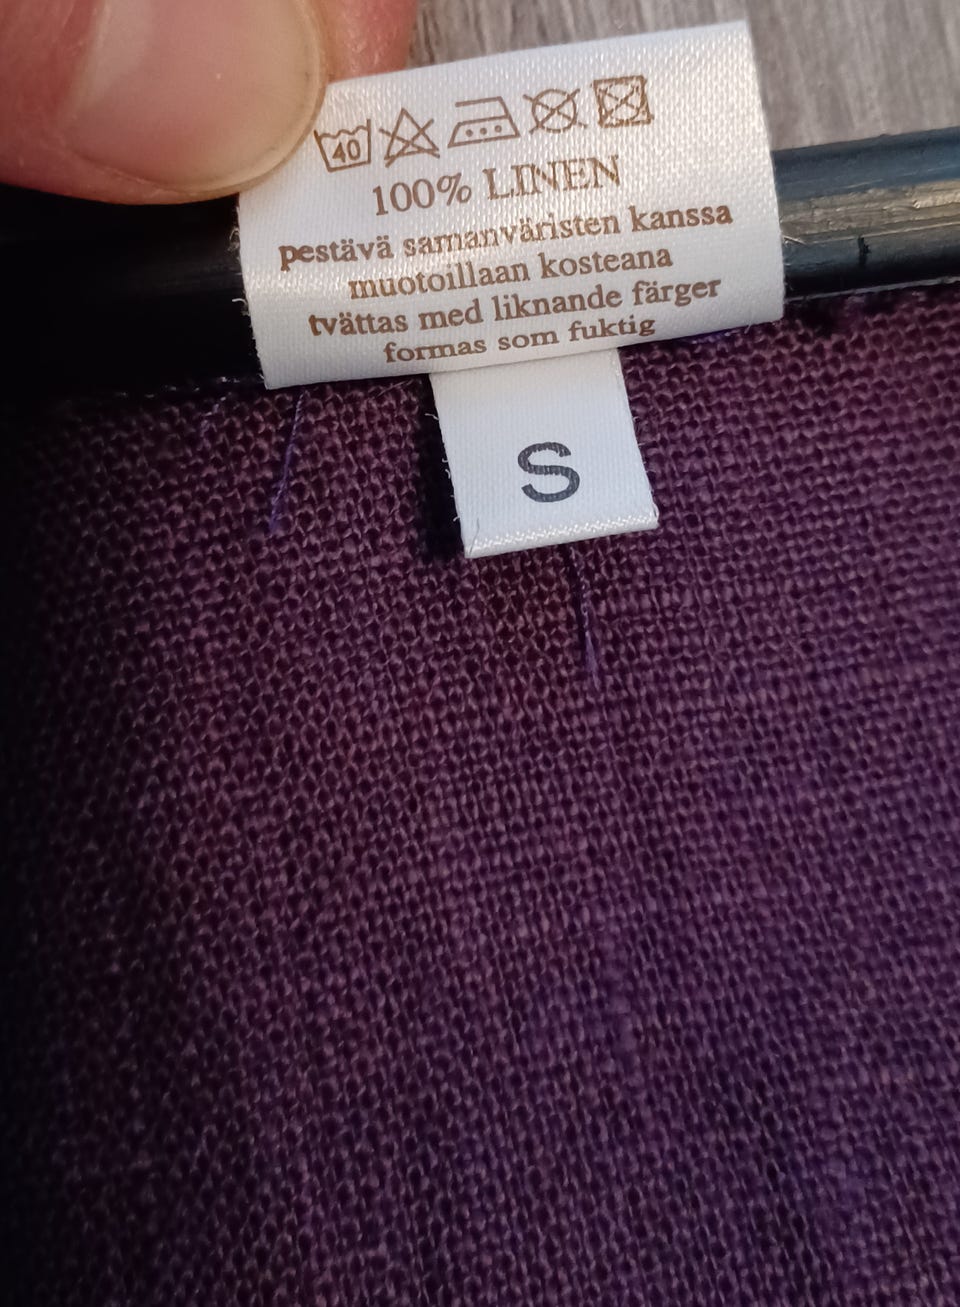 40
100% LINEN
pestävä samanväristen kanssa
muotoillaan kosteana
tvättas med liknande färger
formas som fuktig
S